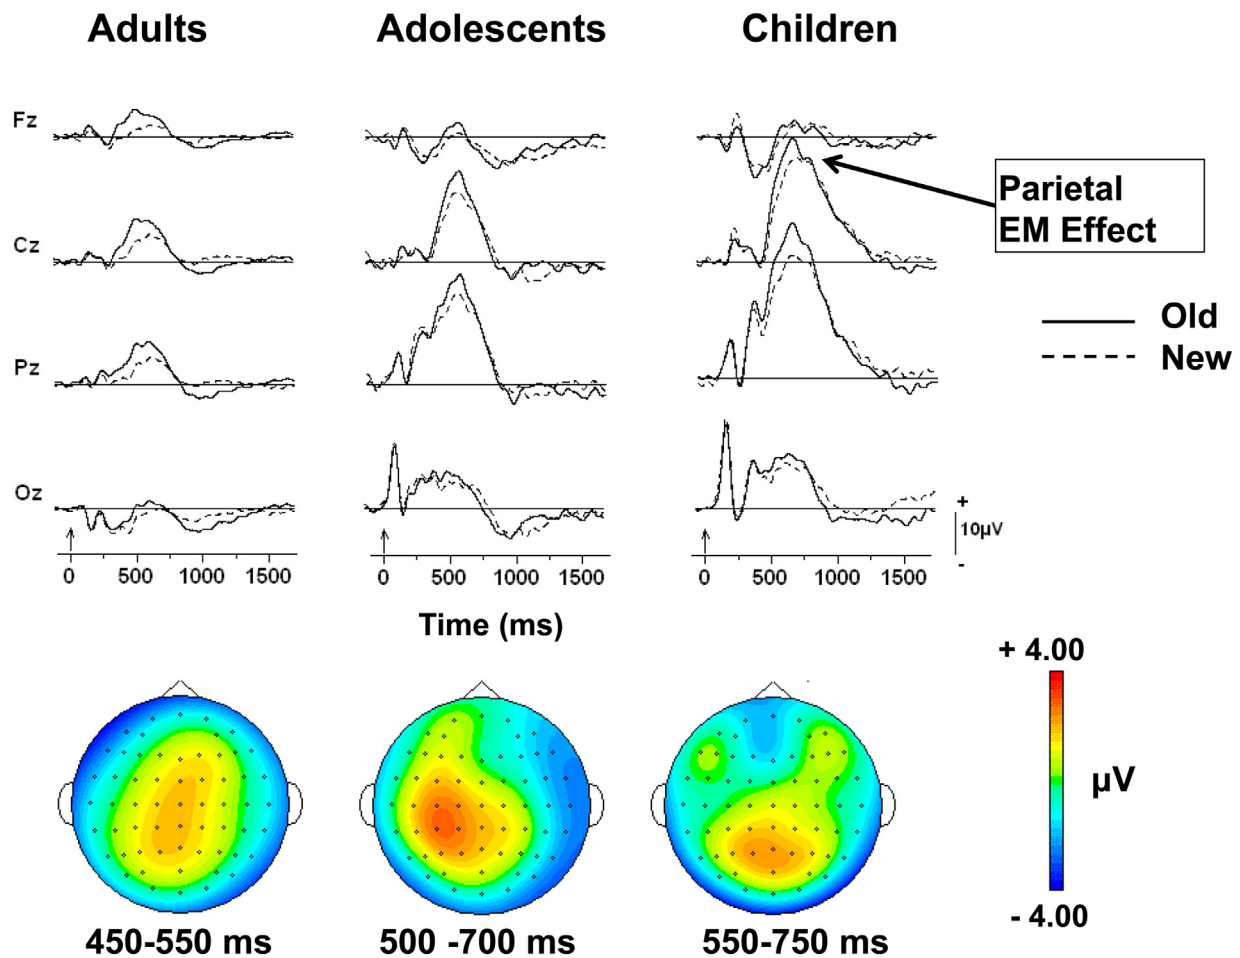 Adults Adolescents Children
Fz
Parietal
EM Effect
Cz
Old
New
Pz
Oz
+
10µV
-
0 500 1000 1500 0 500 1000 1500 0 500 1000 1500
Time (ms)
+ 4.00
µV
- 4.00
450-550 ms 500 -700 ms 550-750 ms